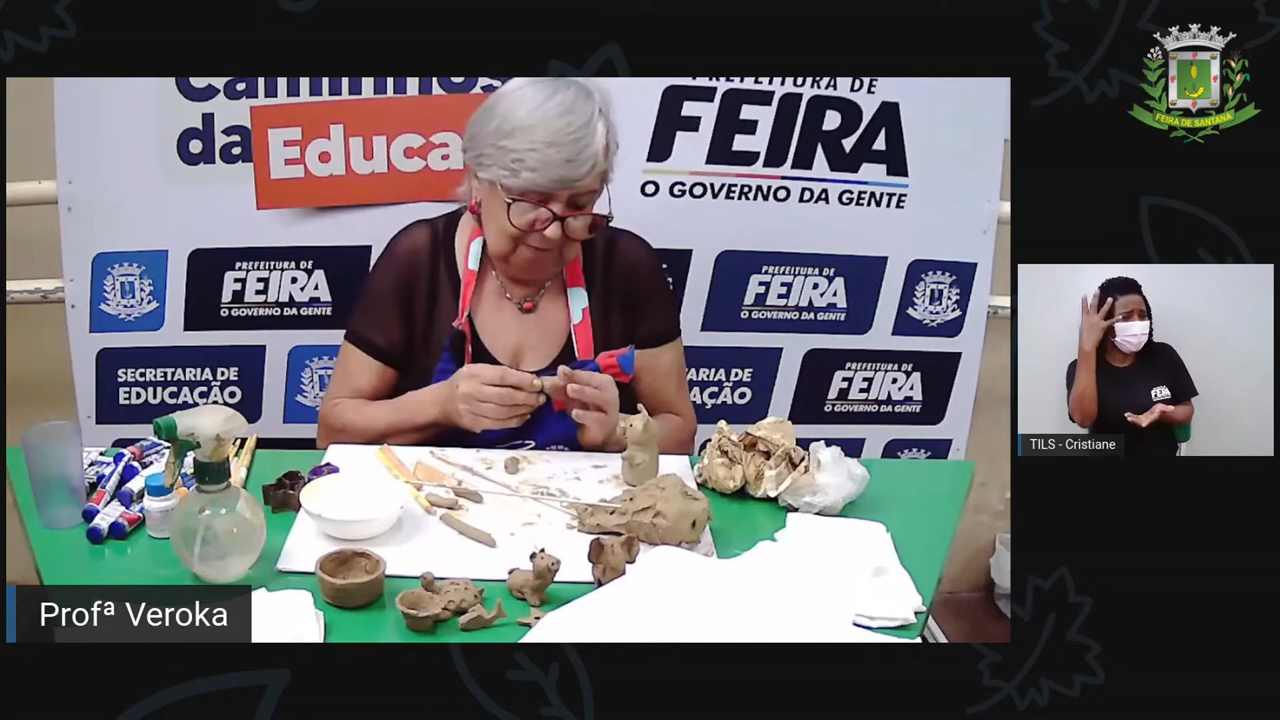 Caminhos
da Educa
PREFEITURA DE
FEIRA
O GOVERNO DA GENTE
FEIRA DE SANTANA
PREFEITURA DE
FEIRA
O GOVERNO DA GENTE
PREFEITURA DE
FEIRA
O GOVERNO DA GENTE
SECRETARIA DE
EDUCAÇÃO
RIA DE
AÇÃO
PREFEITURA DE
FEIRA
O GOVERNO DA GENTE
FEIRA
TILS - Cristiane
Profª Veroka